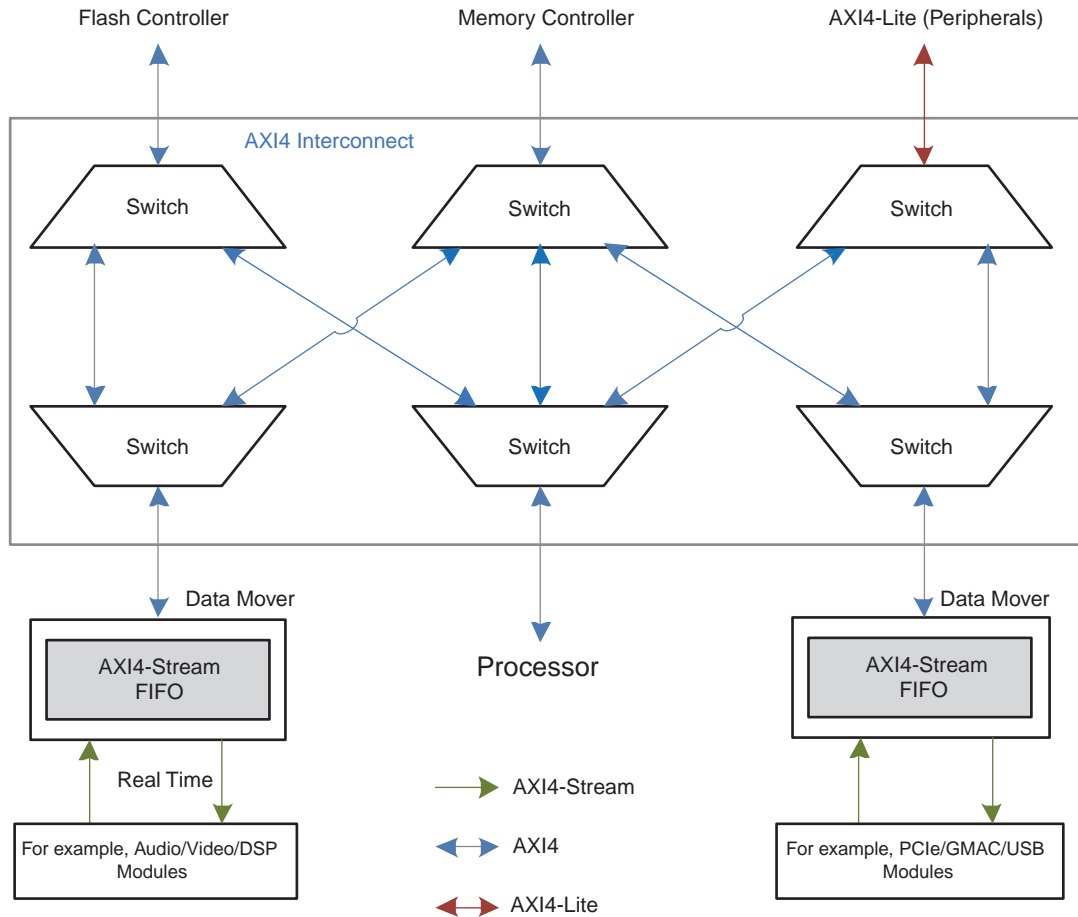 Flash Controller
Memory Controller
AXI4-Lite (Peripherals)
AXI4 Interconnect
Switch
Switch
Switch
Switch
Switch
Switch
Data Mover
Data Mover
AXI4-Stream
FIFO
Processor
AXI4-Stream
FIFO
Real Time
AXI4-Stream
For example, Audio/Video/DSP
Modules
AXI4
For example, PCIe/GMAC/USB
Modules
AXI4-Lite